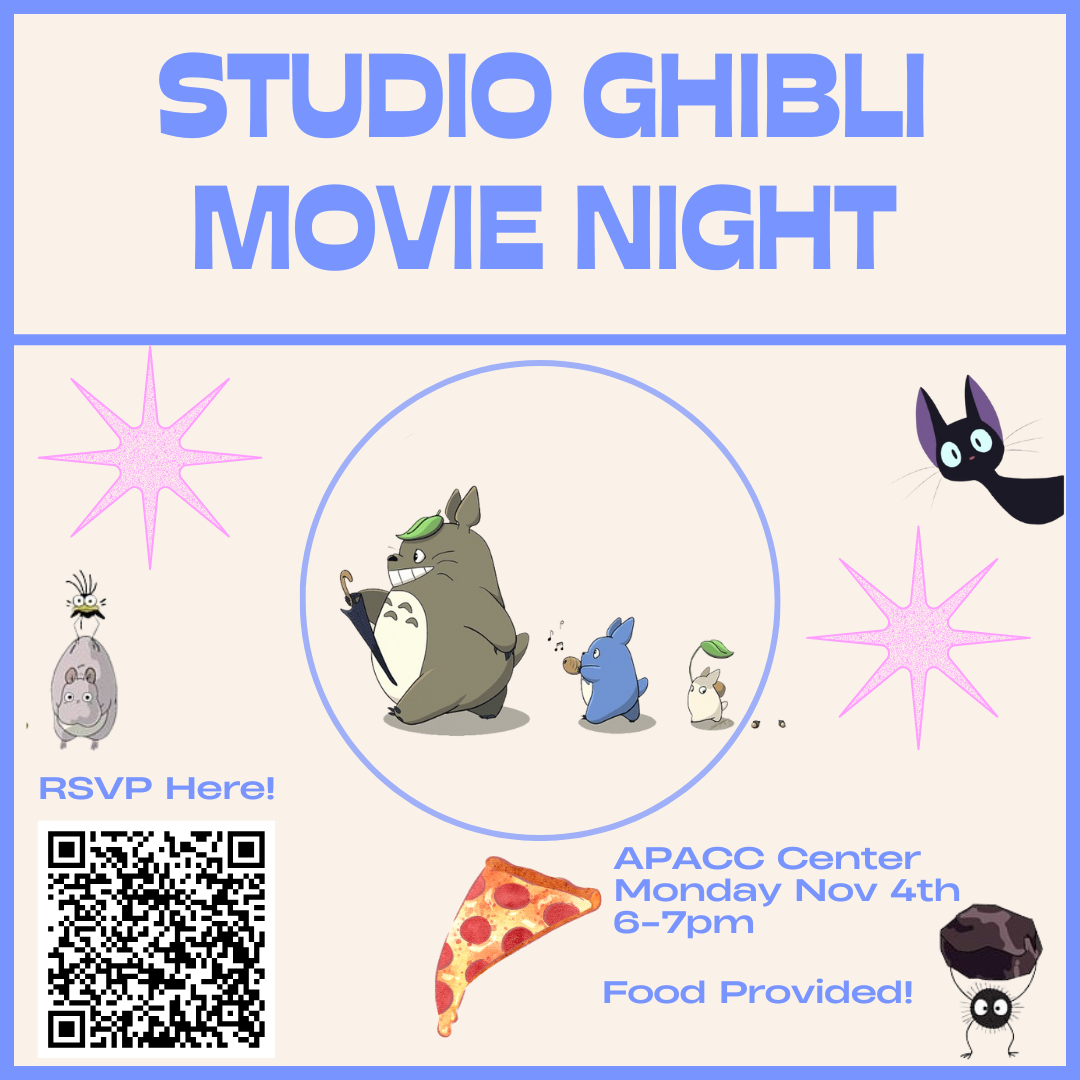 STUDIO GHIBLI
MOVIE NIGHT
RSVP Here!
APACC Center
Monday Nov 4th
6-7pm
Food Provided!